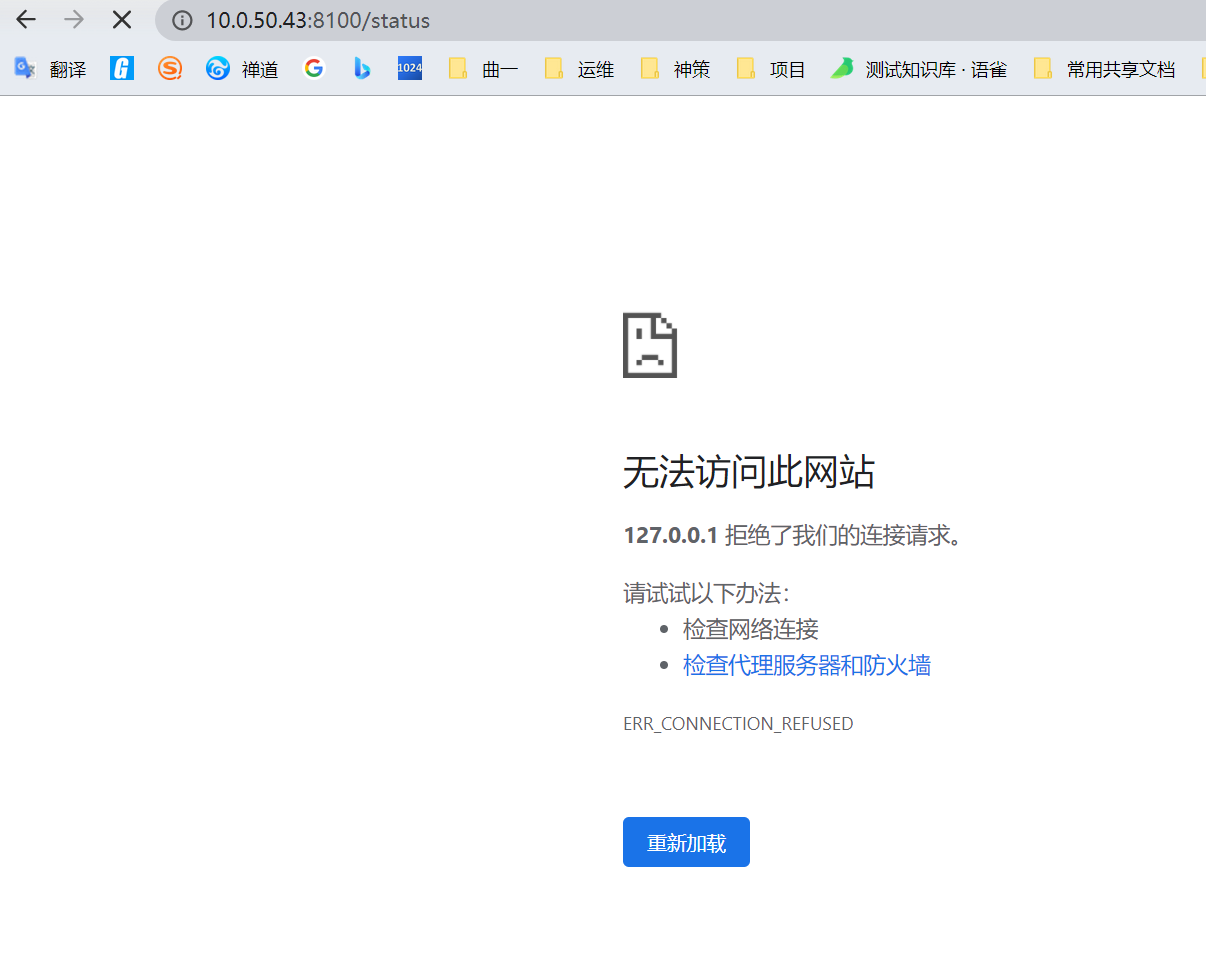 10.0.50.43:8100/status
翻译 G S 禅道 G 1024 曲一 运维 神策 项目 测试知识库 · 语雀 常用共享文档
无法访问此网站
127.0.0.1 拒绝了我们的连接请求。
请试试以下办法：
• 检查网络连接
• 检查代理服务器和防火墙
ERR_CONNECTION_REFUSED
重新加载